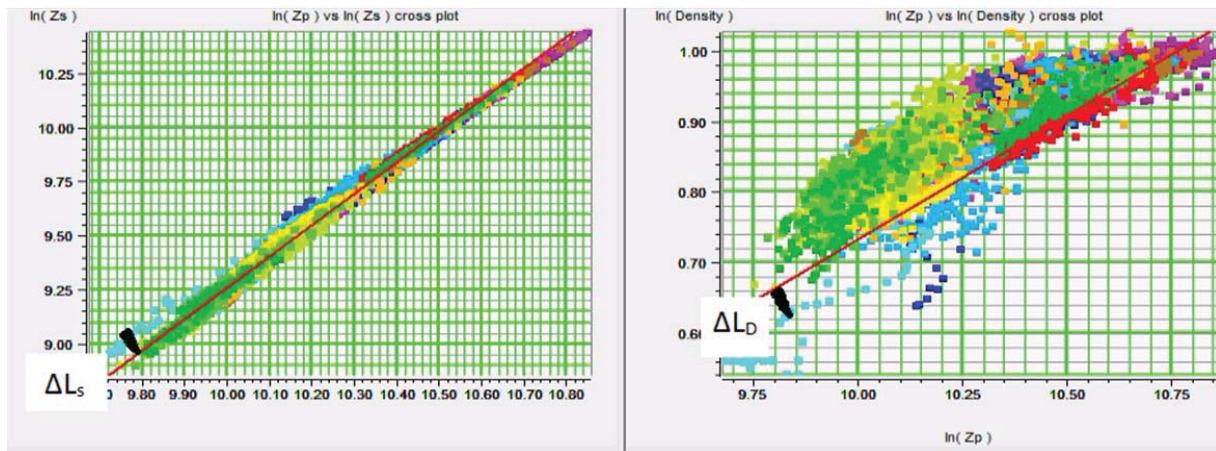 ln( Zs )
ln( Zp ) vs ln( Zs ) cross plot
10.25
10.00
9.75
9.50
9.25
9.00
ΔLs
9.80 9.90 10.00 10.10 10.20 10.30 10.40 10.50 10.60 10.70 10.80
ln( Density )
ln( Zp ) vs ln( Density ) cross plot
1.00
0.90
0.80
0.70
0.60
ΔLD
9.75 10.00 10.25 10.50 10.75
ln( Zp )